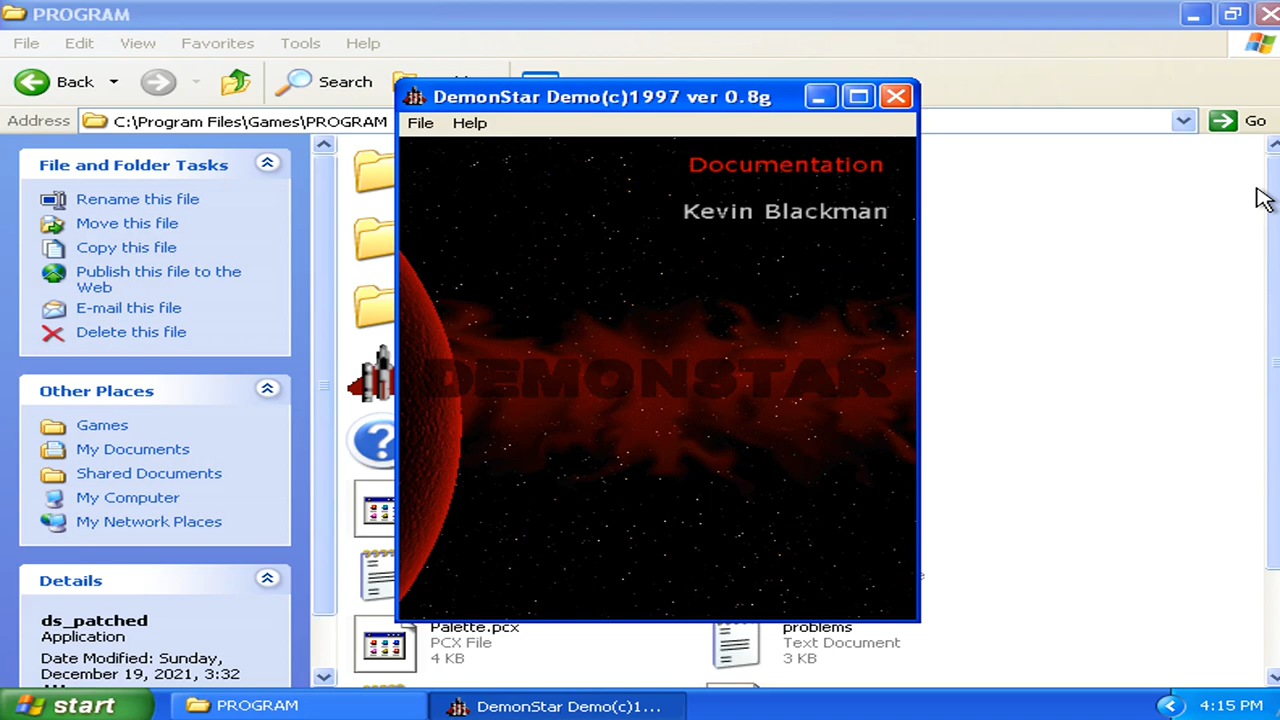 PROGRAM
File Edit View Favorites Tools Help
Back Search
Address C:\Program Files\Games\PROGRAM Go
File and Folder Tasks
Rename this file
Move this file
Copy this file
Publish this file to the
Web
E-mail this file
Delete this file
Other Places
Games
My Documents
Shared Documents
My Computer
My Network Places
Details
ds_patched
Application
Date Modified: Sunday,
December 19, 2021, 3:32
DemonStar Demo(c)1997 ver 0.8g
File Help
Documentation
Kevin Blackman
DEMONSTAR
Palette.pcx
PCX File
4 KB
problems
Text Document
3 KB
start PROGRAM DemonStar Demo(c)1... 4:15 PM